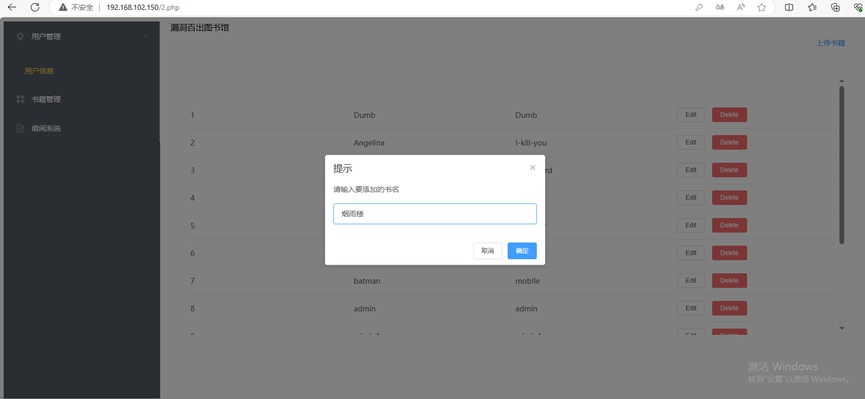 不安全 192.168.102.150/2.php
漏洞百出图书馆
用户管理
上传书籍
用户信息
书籍管理
借阅系统
1 Dumb Dumb Edit Delete
2 Angelina I-kill-you Edit Delete
3 rd Edit Delete
4 Edit Delete
5 Edit Delete
6 Edit Delete
7 batman mob!le Edit Delete
8 admin admin Edit Delete
提示
请输入要添加的书名
烟雨楼
取消 确定
激活 Windows
转到"设置"以激活 Windows。